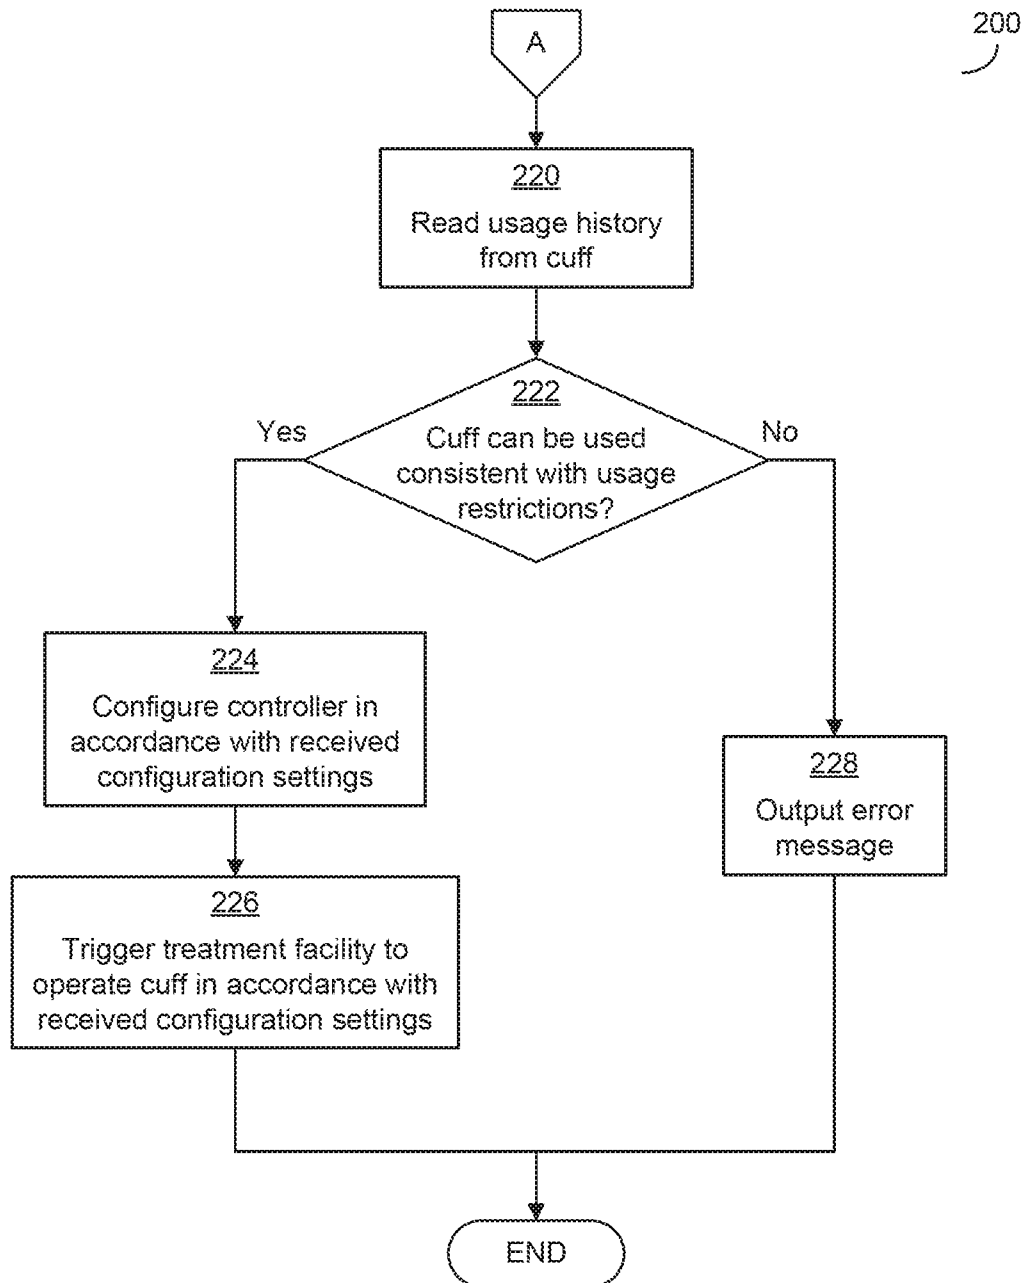 200
A
220
Read usage history
from cuff
222
Yes
No
Cuff can be used
consistent with usage
restrictions?
224
Configure controller in
accordance with received
configuration settings
228
Output error
message
226
Trigger treatment facility to
operate cuff in accordance with
received configuration settings
END